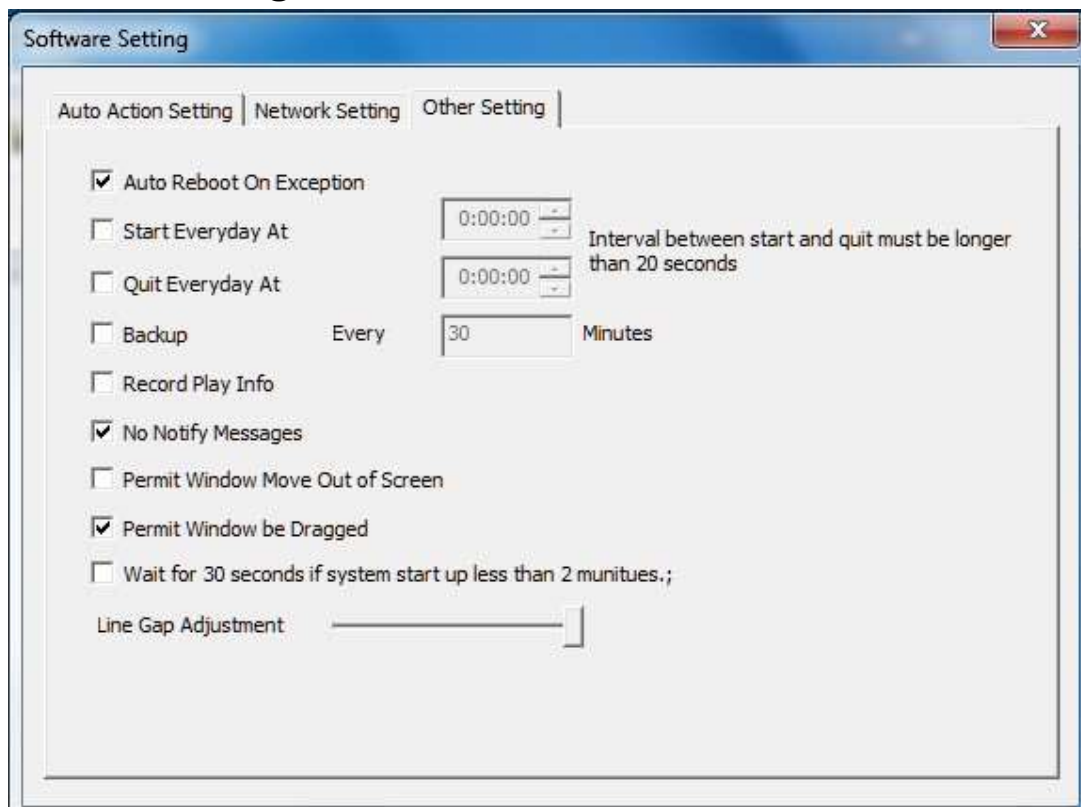 Software Setting
Auto Action Setting Network Setting Other Setting
Auto Reboot On Exception
Start Everyday At 0:00:00
Interval between start and quit must be longer
than 20 seconds
Quit Everyday At 0:00:00
Backup Every 30 Minutes
Record Play Info
No Notify Messages
Permit Window Move Out of Screen
Permit Window be Dragged
Wait for 30 seconds if system start up less than 2 munitues.;
Line Gap Adjustment